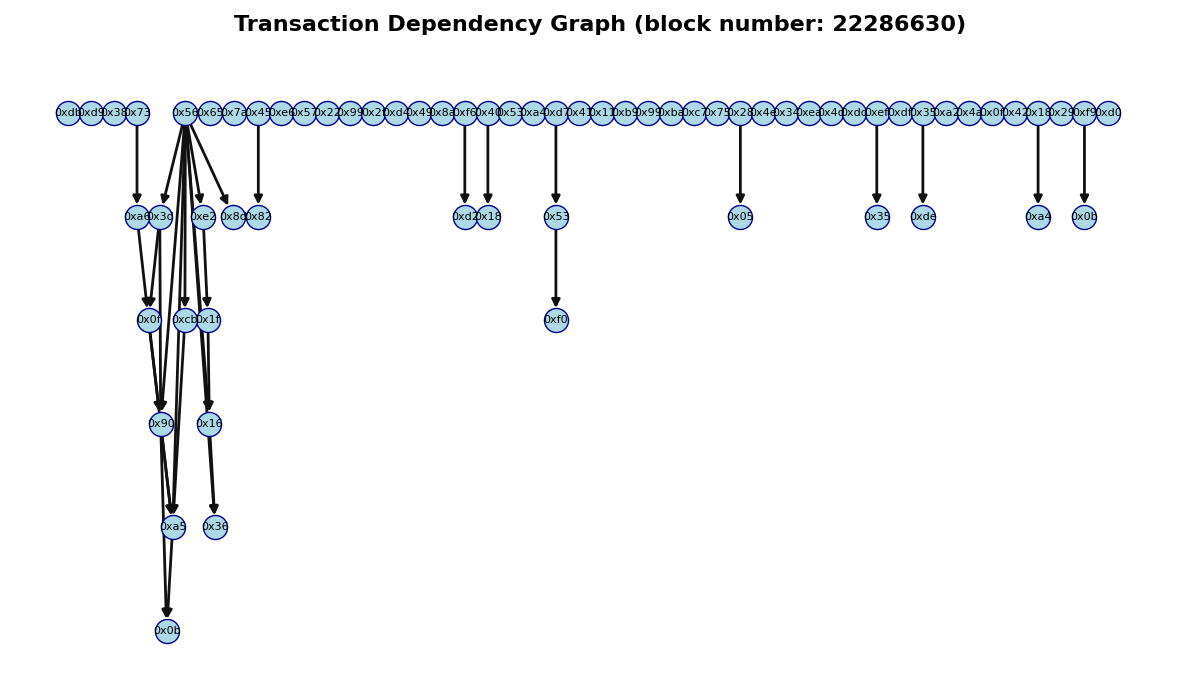 Transaction Dependency Graph (block number: 22286630)
0xdb 0xd9 0x38 0x73 0x56 0x65 0x7a 0x45 0xe6 0x57 0x22 0x99 0x2f 0xd4 0x49 0x8a 0xf6 0x40 0x53 0xa4 0xd7 0x41 0x11 0xb9 0x99 0xba 0xc7 0x75 0x28 0x4e 0x34 0xea 0x4d 0xdd 0xef 0xdf 0x35 0xa2 0x4a 0x0f 0x42 0x18 0x29 0xf9 0xd0
0xa6 0x3d 0xe2 0x8d 0x82 0xd2 0x18 0x53 0x05 0x35 0xde 0xa4 0x0b
0x0f 0xcb 0x1f 0xf0
0x90 0x16
0xa5 0x36
0x0b